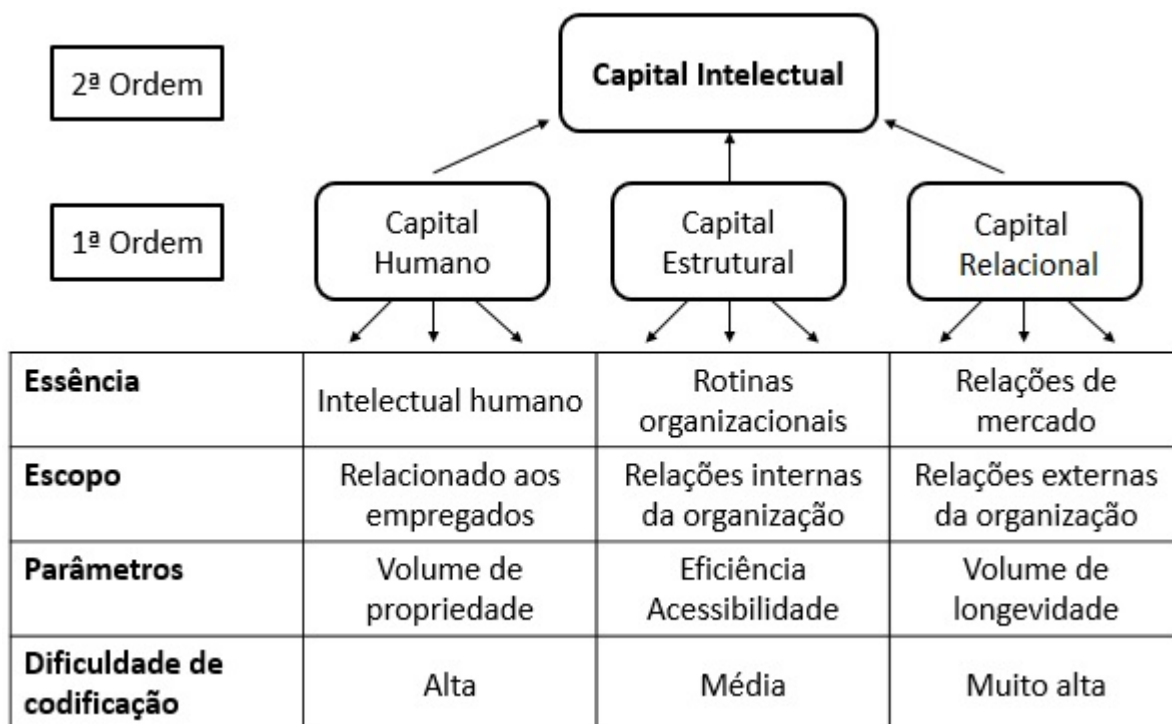 2ª Ordem
Capital Intelectual
1ª Ordem
Capital
Humano
Capital
Estrutural
Capital
Relacional
Essência
Intelectual humano
Rotinas
organizacionais
Relações de
mercado
Escopo
Relacionado aos
empregados
Relações internas
da organização
Relações externas
da organização
Parâmetros
Volume de
propriedade
Eficiência
Acessibilidade
Volume de
longevidade
Dificuldade de
codificação
Alta
Média
Muito alta